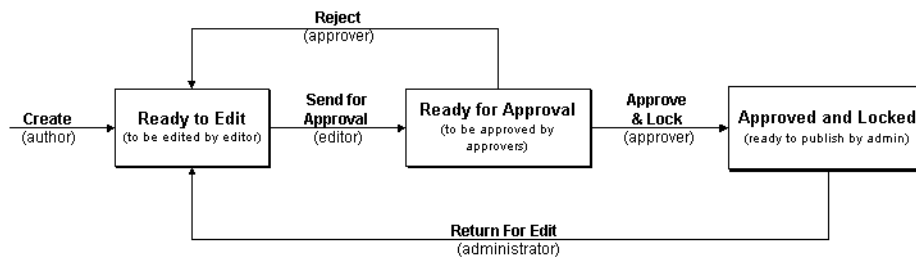 Reject
(approver)
Create
(author)
Ready to Edit
(to be edited by editor)
Send for
Approval
(editor)
Ready for Approval
(to be approved by
approvers)
Approve
& Lock
(approver)
Approved and Locked
(ready to publish by admin)
Return For Edit
(administrator)